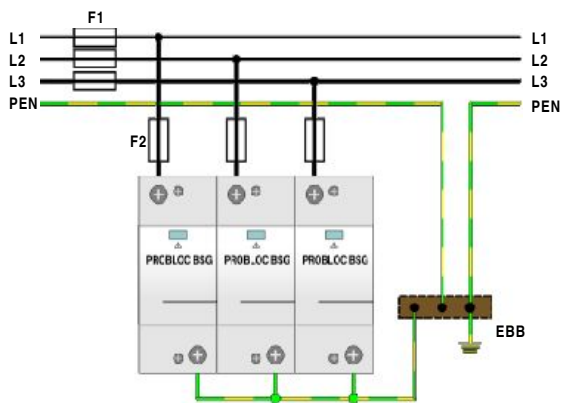 F1
L1 L1
L2 L2
L3 L3
PEN PEN
F2
PROBLOC BSG PROBLOC BSG PROBLOC BSG
EBB